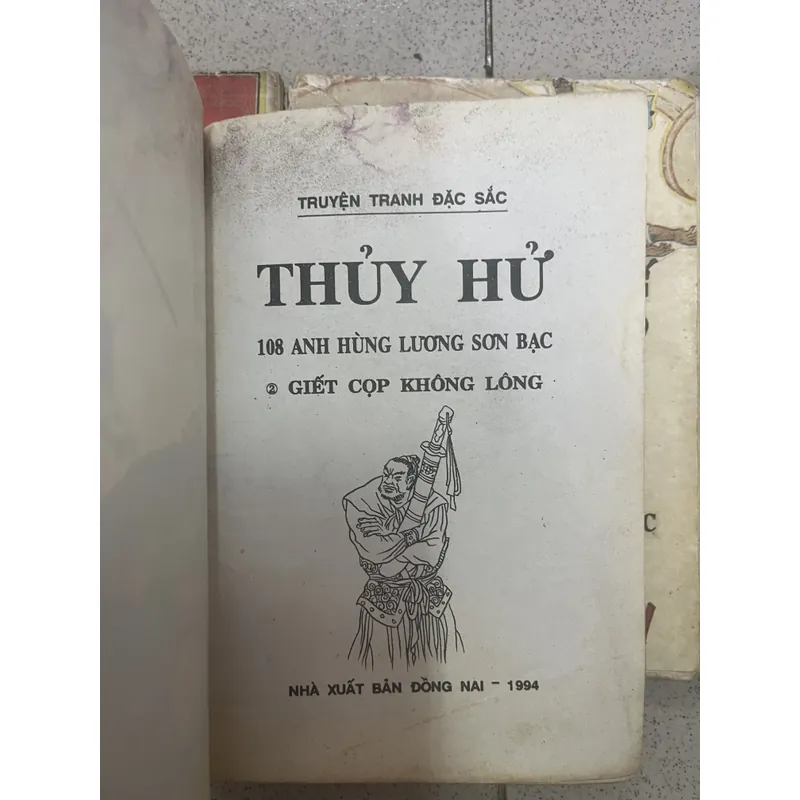 TRUYỆN TRANH ĐẶC SẮC
THỦY HỬ
108 ANH HÙNG LƯƠNG SƠN BẠC
② GIẾT CỌP KHÔNG LÔNG
NHÀ XUẤT BẢN ĐỒNG NAI - 1994